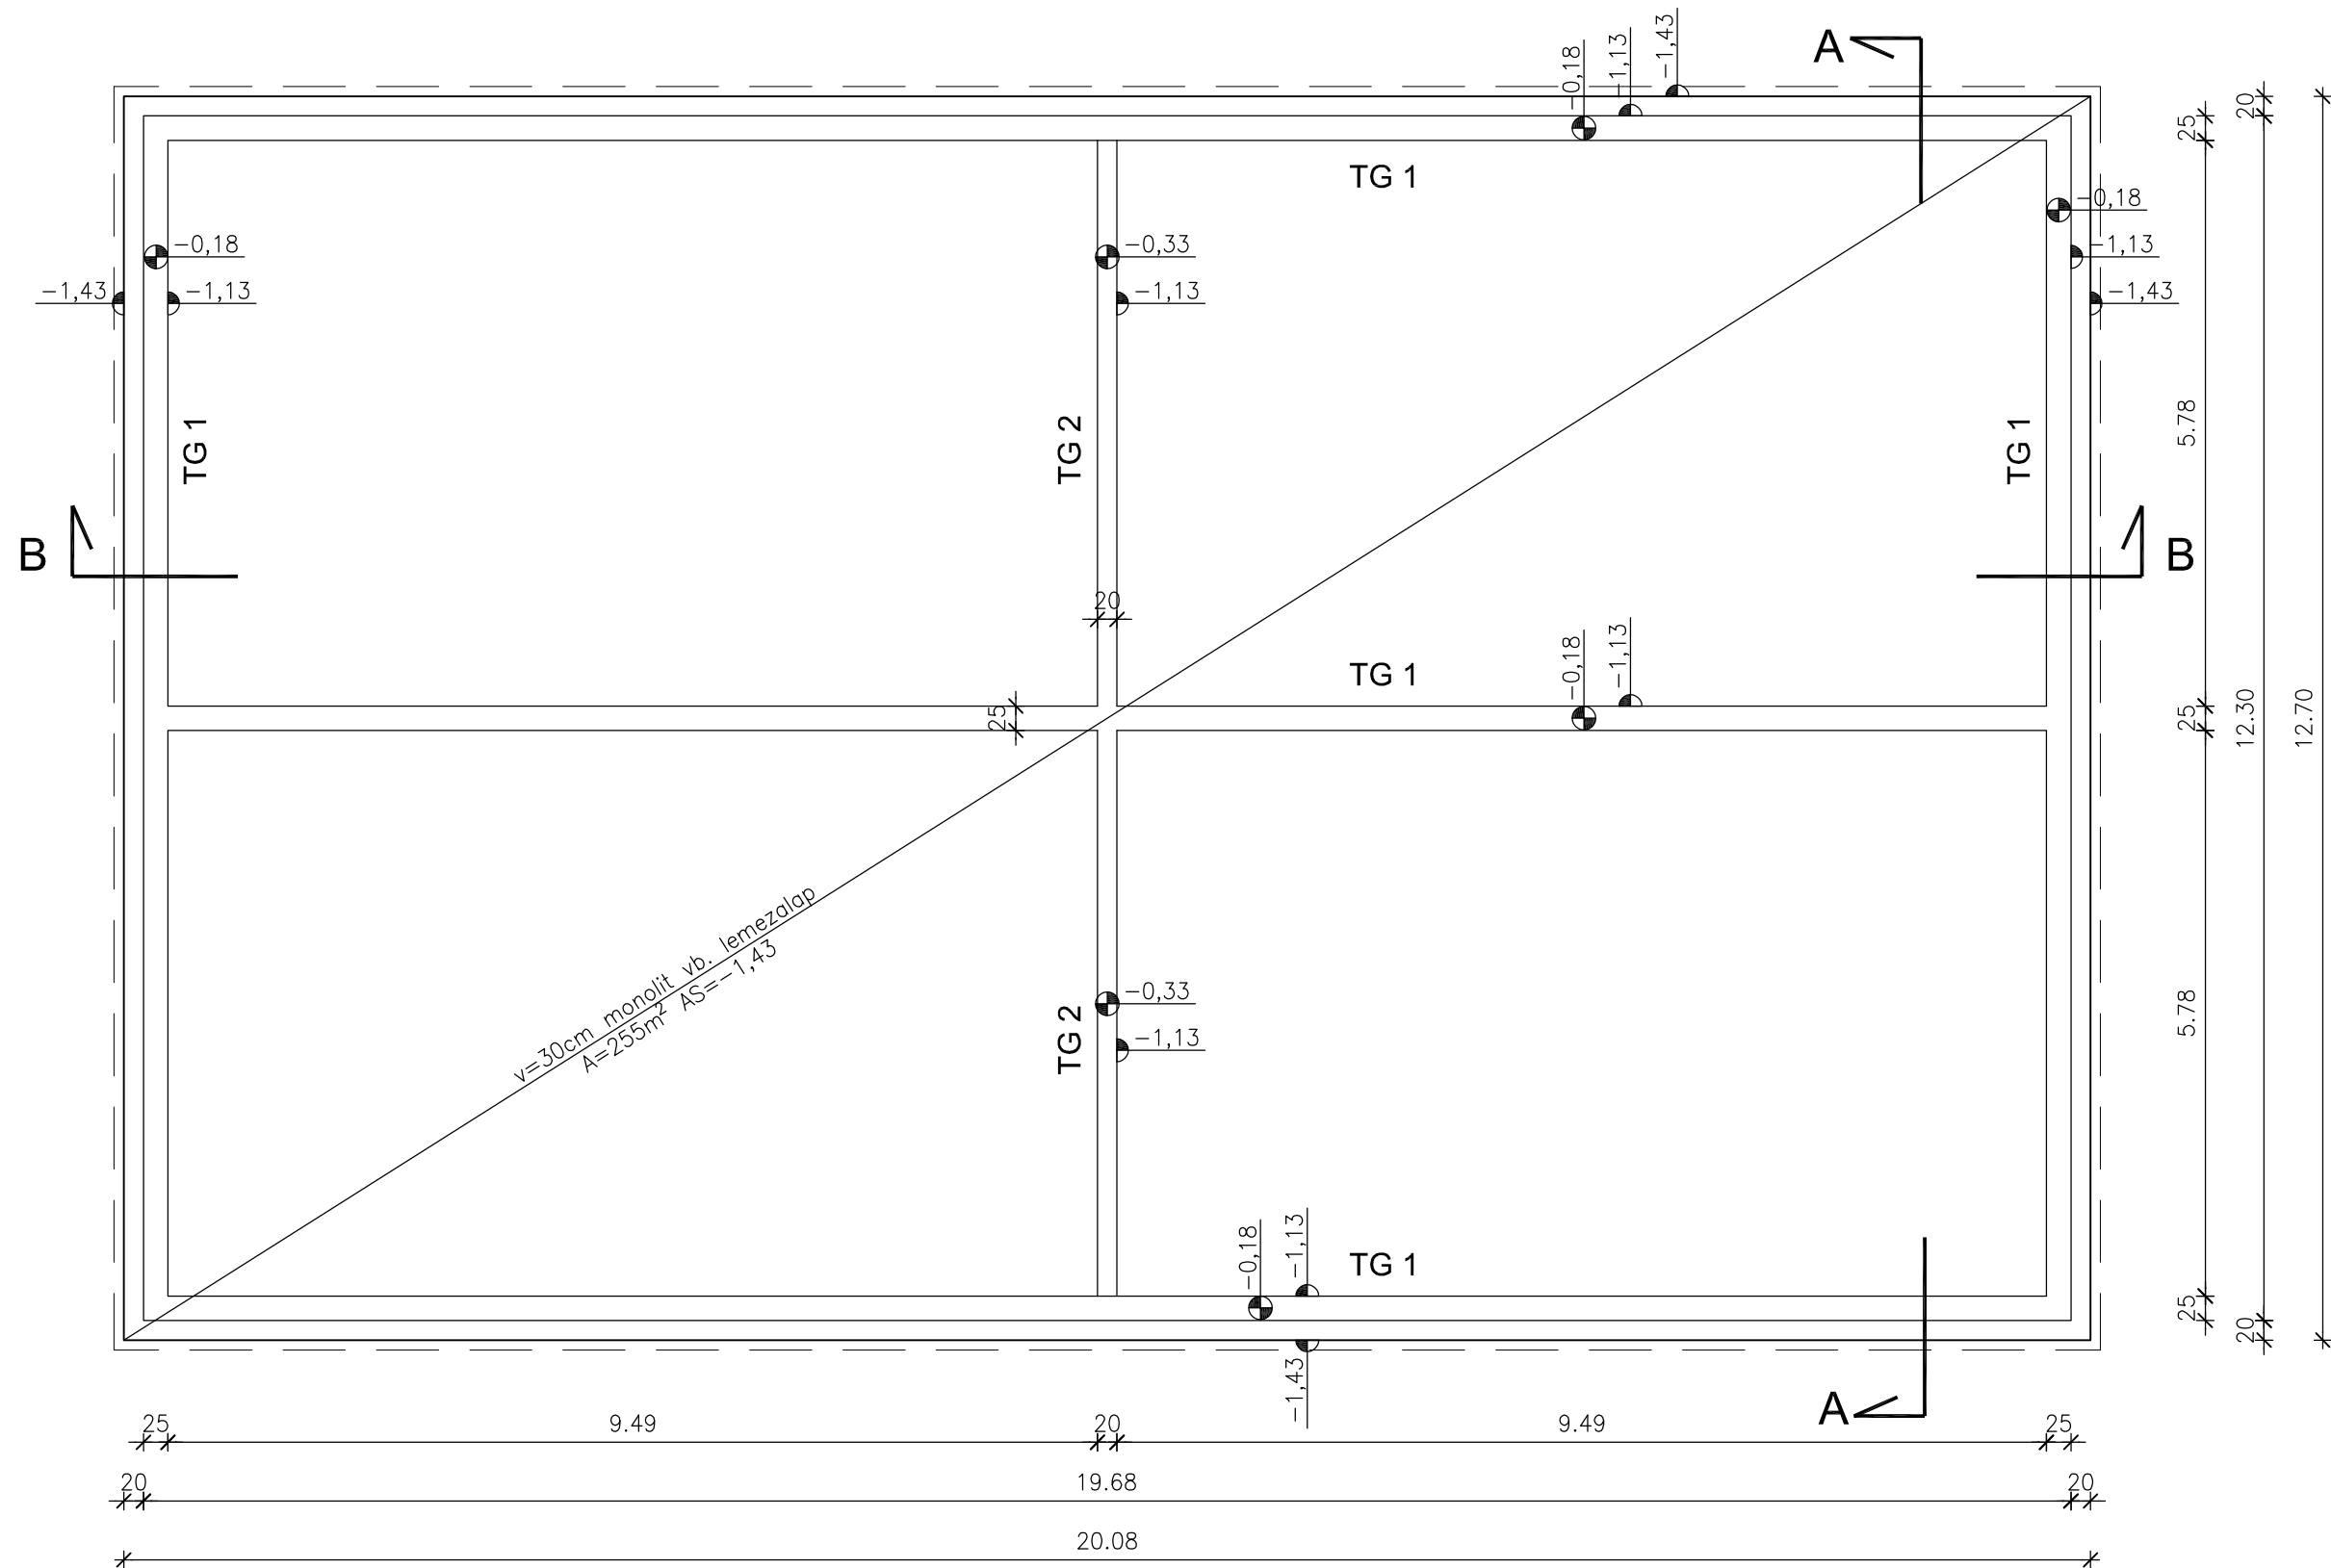 A
-0,18
-1,13
-1,43
20
25
TG 1
-0,18
-0,33
-0,18
-1,13
-1,43
-1,13
-1,13
-1,43
TG 1
TG 2
TG 1
5.78
B
B
20
-0,18
-1,13
TG 1
25
25
12.30
12.70
v=30cm monolit vb. lemezalap
A=255m² AS=-1,43
TG 2
-0,33
-1,13
5.78
-0,18
-1,13
TG 1
25
20
-1,43
A
25
9.49
20
9.49
25
20
19.68
20
20.08